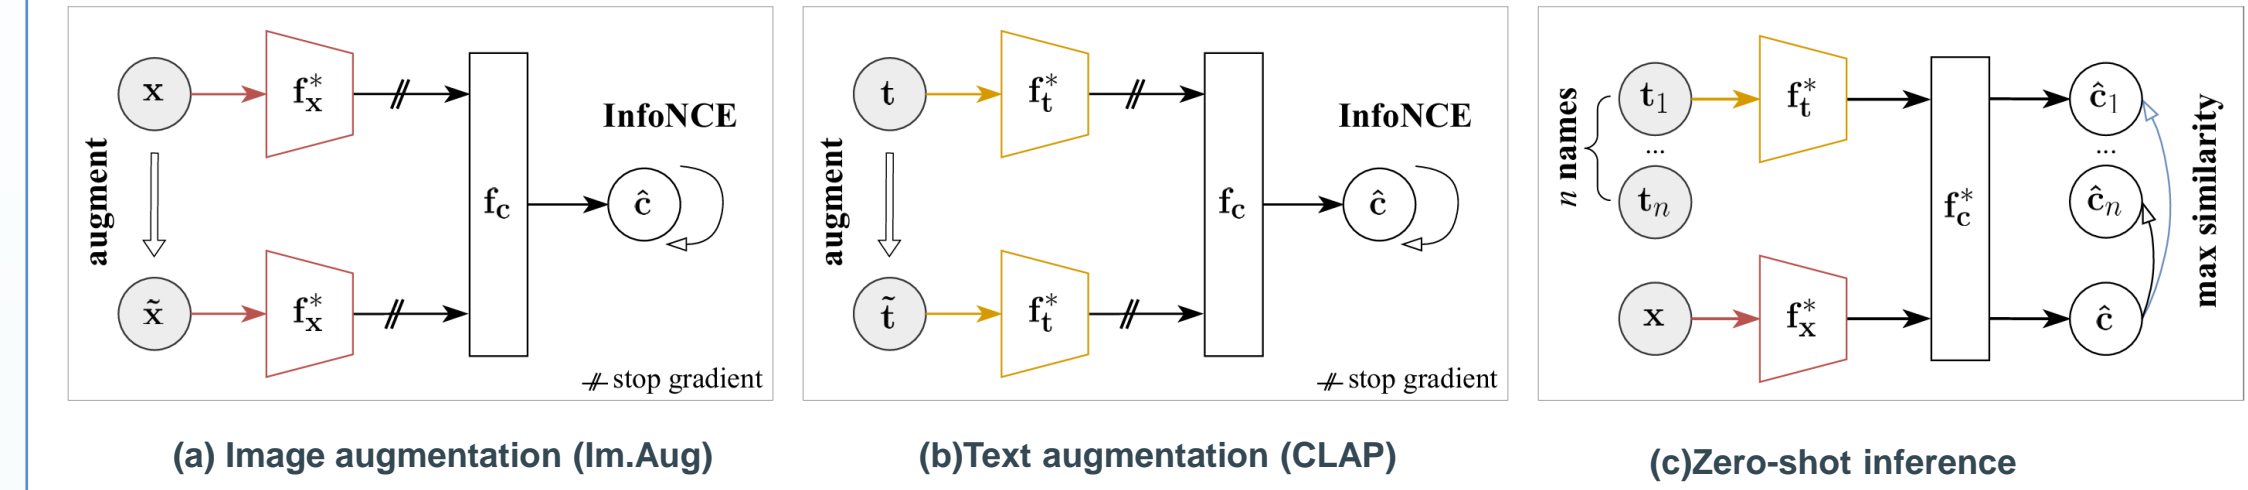 x
f*x
augment
x̃
f*x
fc
InfoNCE
ĉ
stop gradient
(a) Image augmentation (Im.Aug)
t
f*t
augment
t̃
f*t
fc
InfoNCE
ĉ
stop gradient
(b)Text augmentation (CLAP)
n names
t1
...
tn
x
f*t
f*x
f*c
ĉ1
...
ĉn
ĉ
max similarity
(c)Zero-shot inference